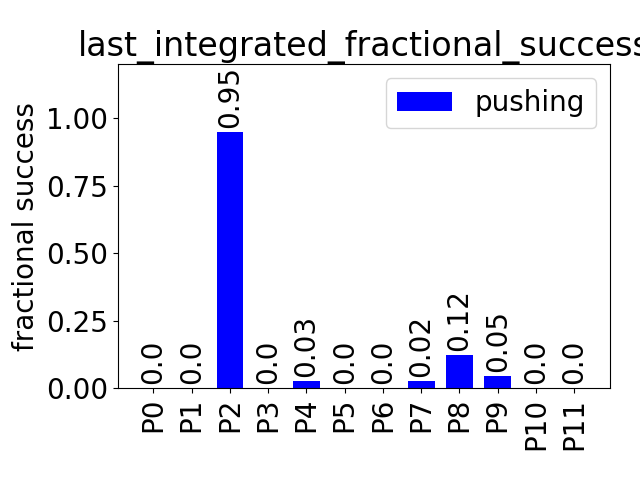 last_integrated_fractional_success
fractional success
1.00
0.75
0.50
0.25
0.00
pushing
0.0
0.0
0.95
0.0
0.03
0.0
0.0
0.02
0.12
0.05
0.0
0.0
P0
P1
P2
P3
P4
P5
P6
P7
P8
P9
P10
P11